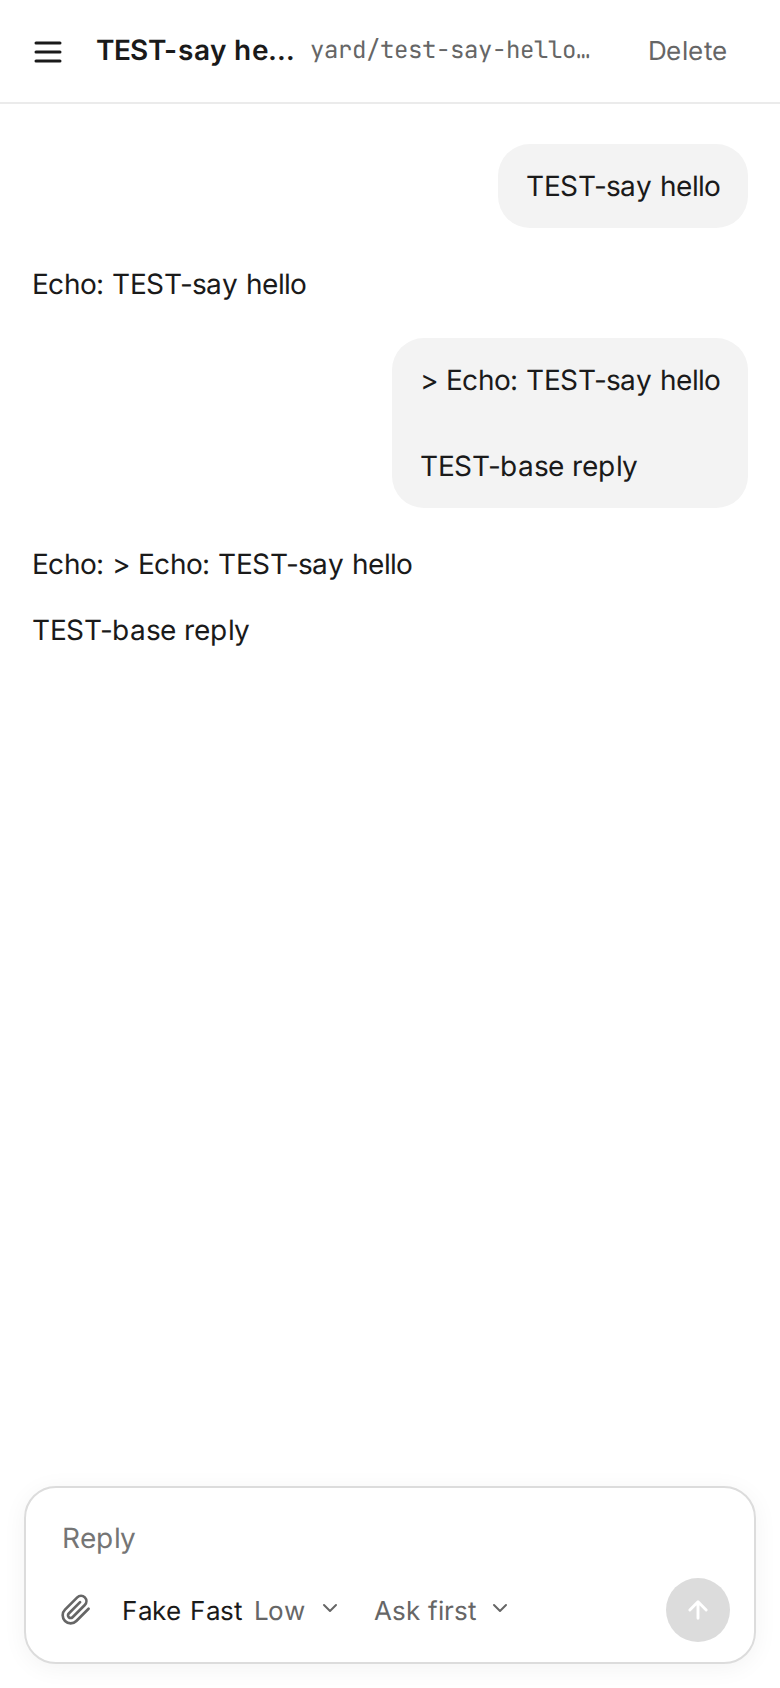 TEST-say he... yard/test-say-hello… Delete
TEST-say hello
Echo: TEST-say hello
> Echo: TEST-say hello
TEST-base reply
Echo: > Echo: TEST-say hello
TEST-base reply
Reply
Fake Fast Low Ask first